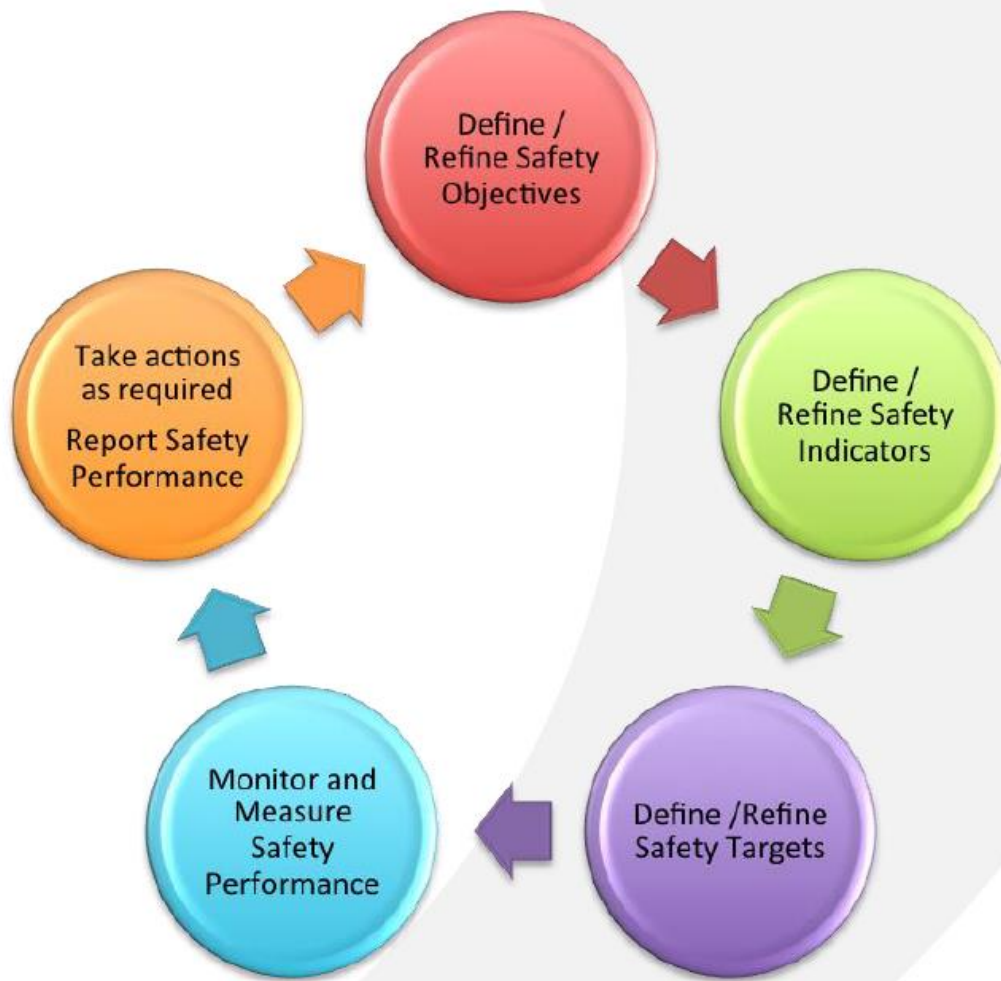 Define /
Refine Safety
Objectives
Define /
Refine Safety
Indicators
Define /Refine
Safety Targets
Monitor and
Measure
Safety
Performance
Take actions
as required
Report Safety
Performance